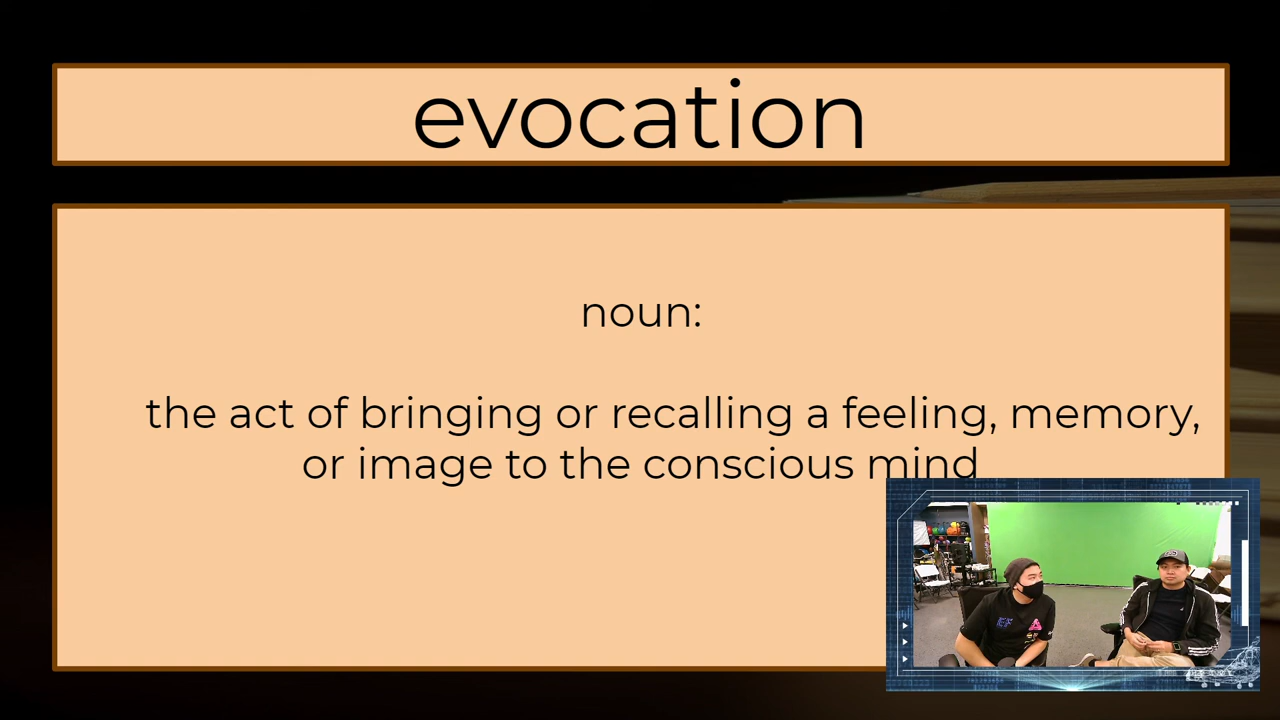 evocation
noun:
the act of bringing or recalling a feeling, memory,
or image to the conscious mind